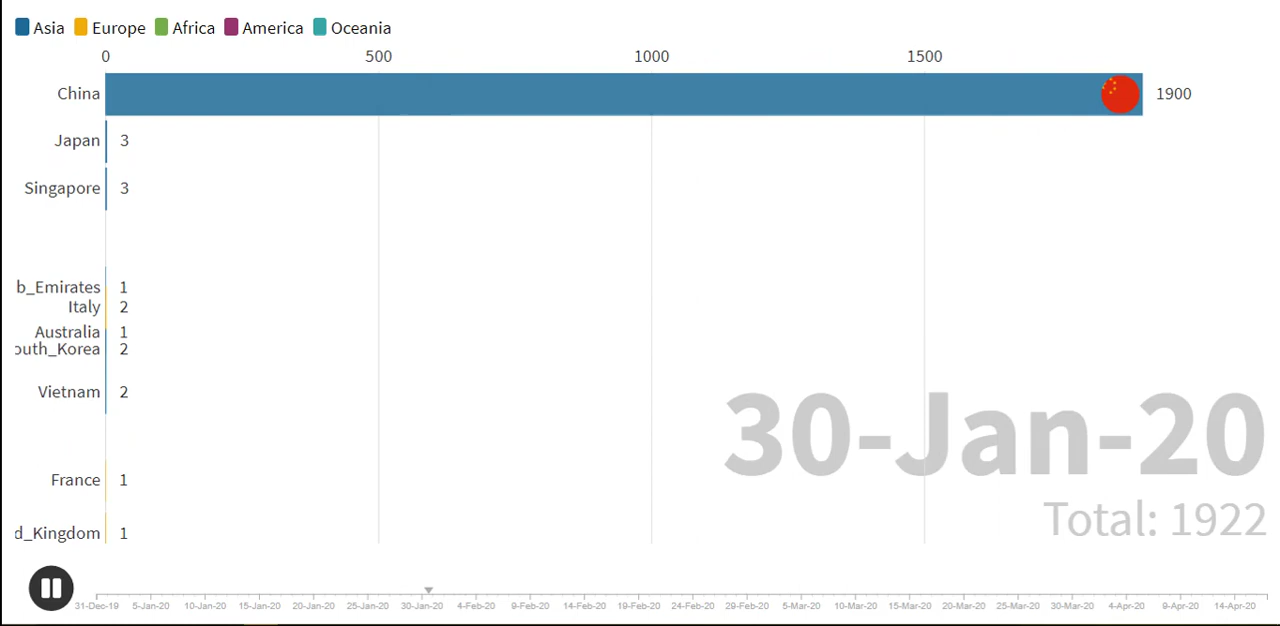 Asia Europe Africa America Oceania
0 500 1000 1500
China 1900
Japan 3
Singapore 3
b_Emirates 1
Italy 2
Australia 1
outh_Korea 2
Vietnam 2
30-Jan-20
France 1
Total: 1922
d_Kingdom 1
31-Dec-19 5-Jan-20 10-Jan-20 15-Jan-20 20-Jan-20 25-Jan-20 30-Jan-20 4-Feb-20 9-Feb-20 14-Feb-20 19-Feb-20 24-Feb-20 29-Feb-20 5-Mar-20 10-Mar-20 15-Mar-20 20-Mar-20 25-Mar-20 30-Mar-20 4-Apr-20 9-Apr-20 14-Apr-20